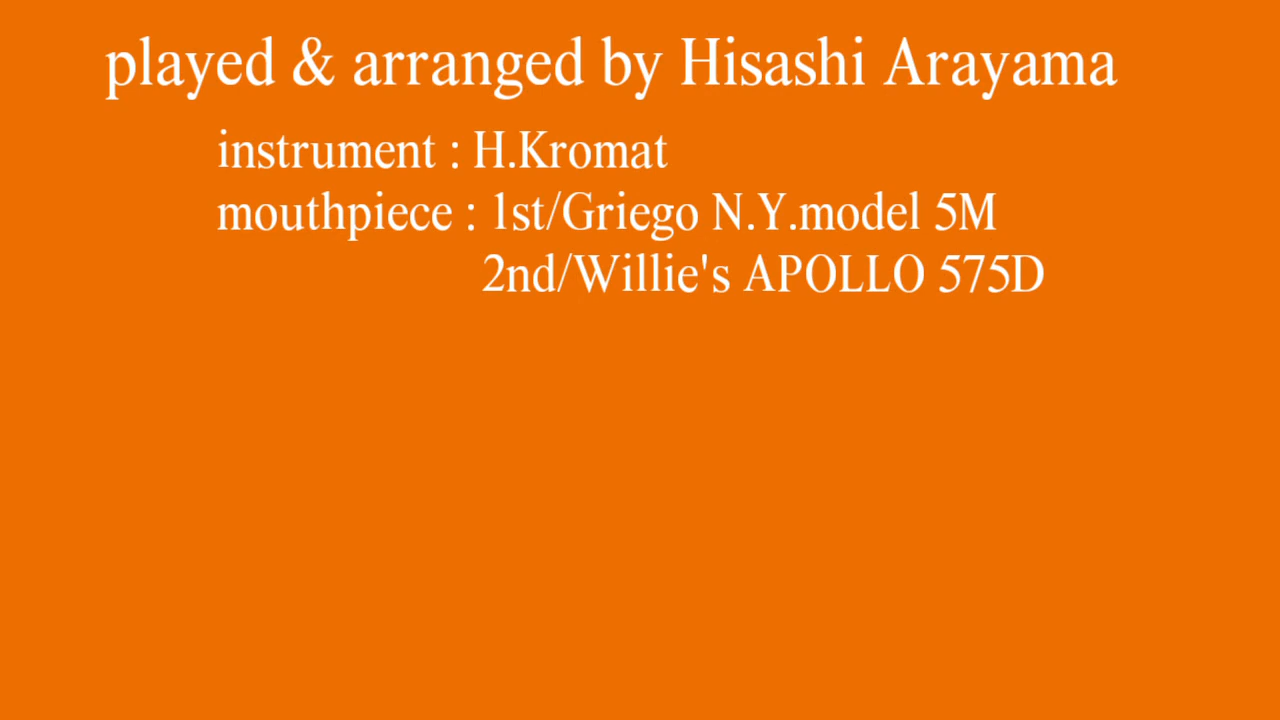 played & arranged by Hisashi Arayama
instrument : H.Kromat
mouthpiece : 1st/Griego N.Y.model 5M
2nd/Willie's APOLLO 575D